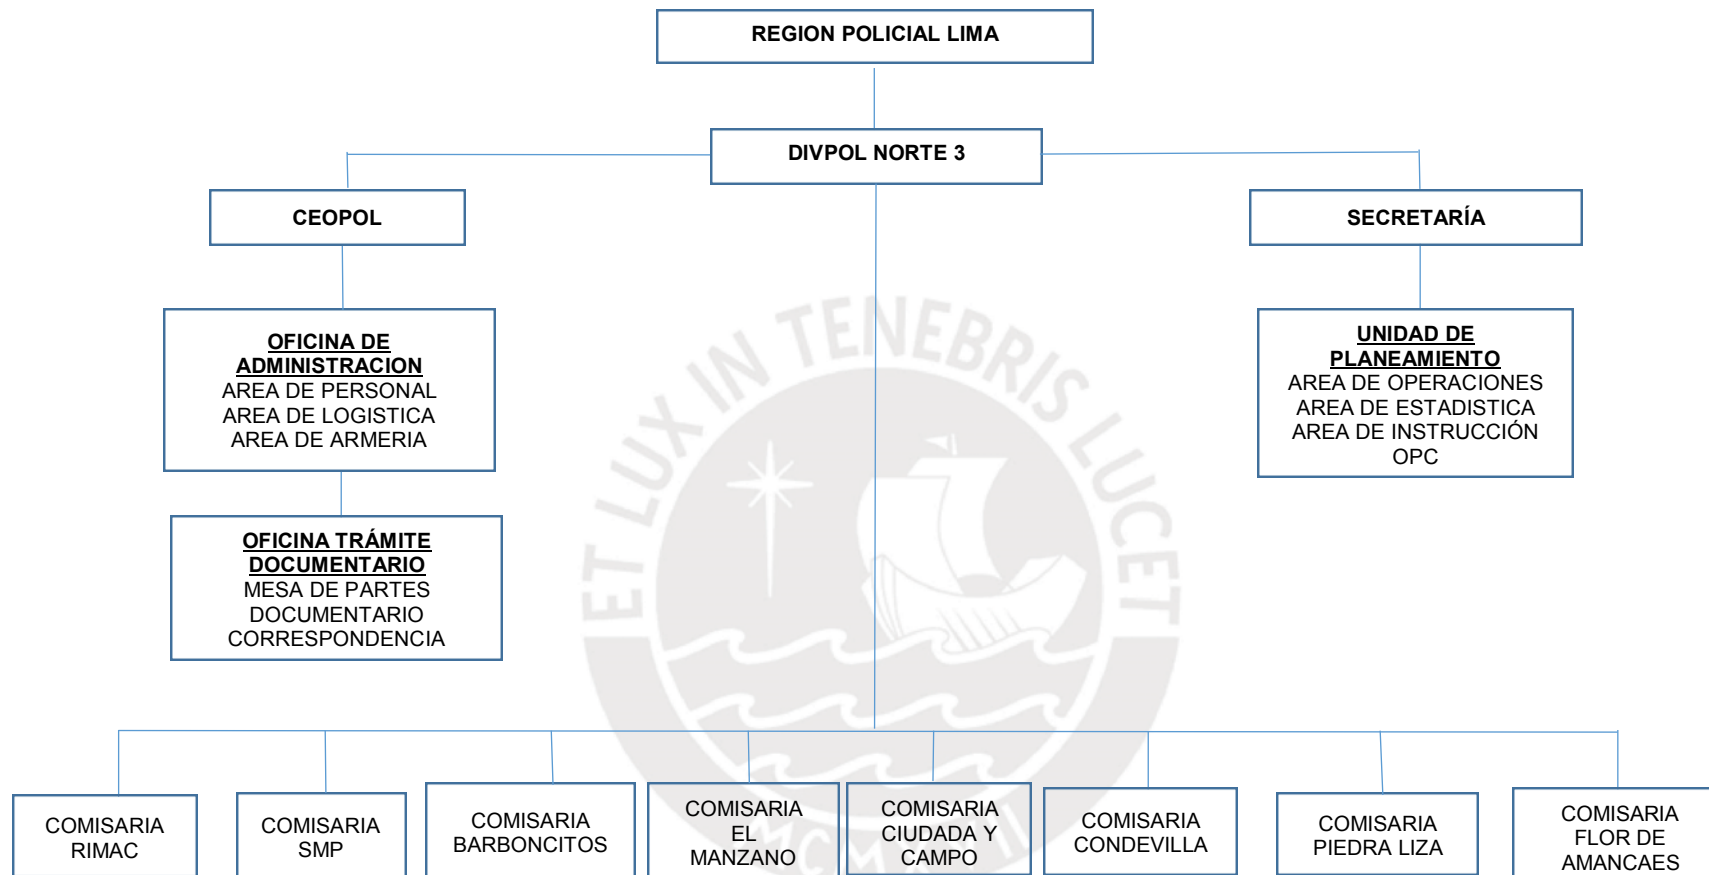 REGION POLICIAL LIMA
DIVPOL NORTE 3
CEOPOL
SECRETARÍA
OFICINA DE
ADMINISTRACION
AREA DE PERSONAL
AREA DE LOGISTICA
AREA DE ARMERIA
UNIDAD DE
PLANEAMIENTO
AREA DE OPERACIONES
AREA DE ESTADISTICA
AREA DE INSTRUCCIÓN
OPC
OFICINA TRÁMITE
DOCUMENTARIO
MESA DE PARTES
DOCUMENTARIO
CORRESPONDENCIA
ET LUX IN TENEBRIS LUCET
COMISARIA
RIMAC
COMISARIA
SMP
COMISARIA
BARBONCITOS
COMISARIA
EL
MANZANO
COMISARIA
CIUDADA Y
CAMPO
COMISARIA
CONDEVILLA
COMISARIA
PIEDRA LIZA
COMISARIA
FLOR DE
AMANCAES